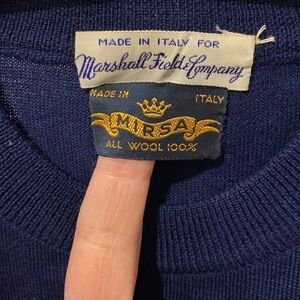 MADE IN ITALY FOR
Marshall Field & Company
MADE IN ITALY
MIRSA
ALL WOOL 100%